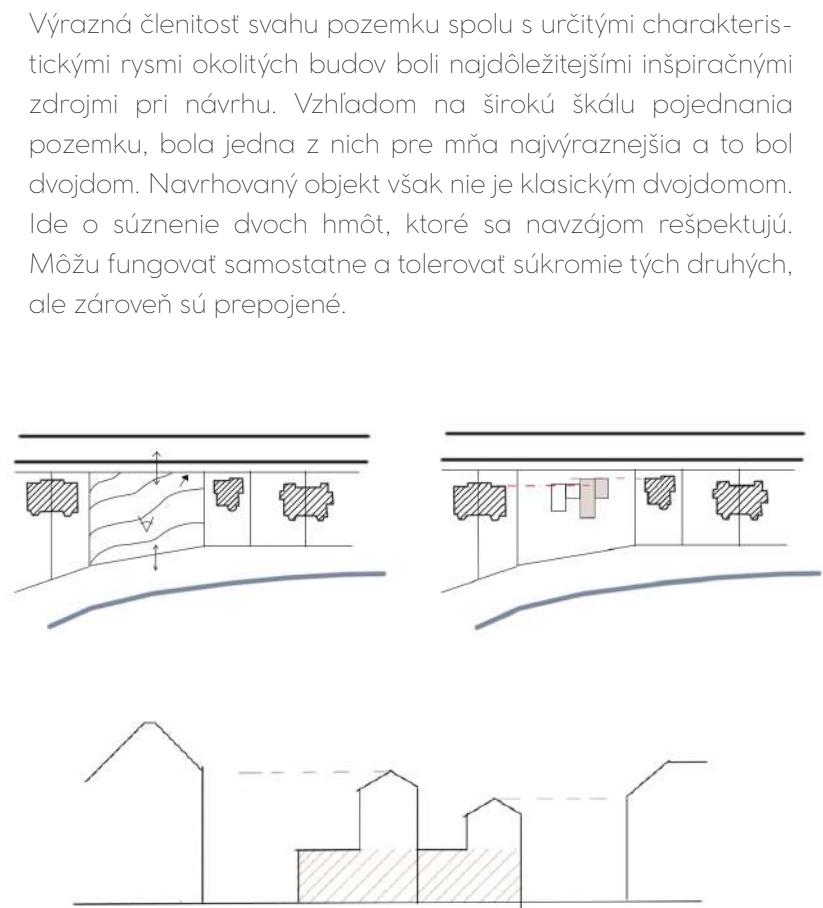 Výrazná členitosť svahu pozemku spolu s určitými charakteris-
tickými rysmi okolitých budov boli najdôležitejšími inšpiračnými
zdrojmi pri návrhu. Vzhľadom na širokú škálu pojednania
pozemku, bola jedna z nich pre mňa najvýraznejšia a to bol
dvojdom. Navrhovaný objekt však nie je klasickým dvojdomom.
Ide o súznenie dvoch hmôt, ktoré sa navzájom rešpektujú.
Môžu fungovať samostatne a tolerovať súkromie tých druhých,
ale zároveň sú prepojené.